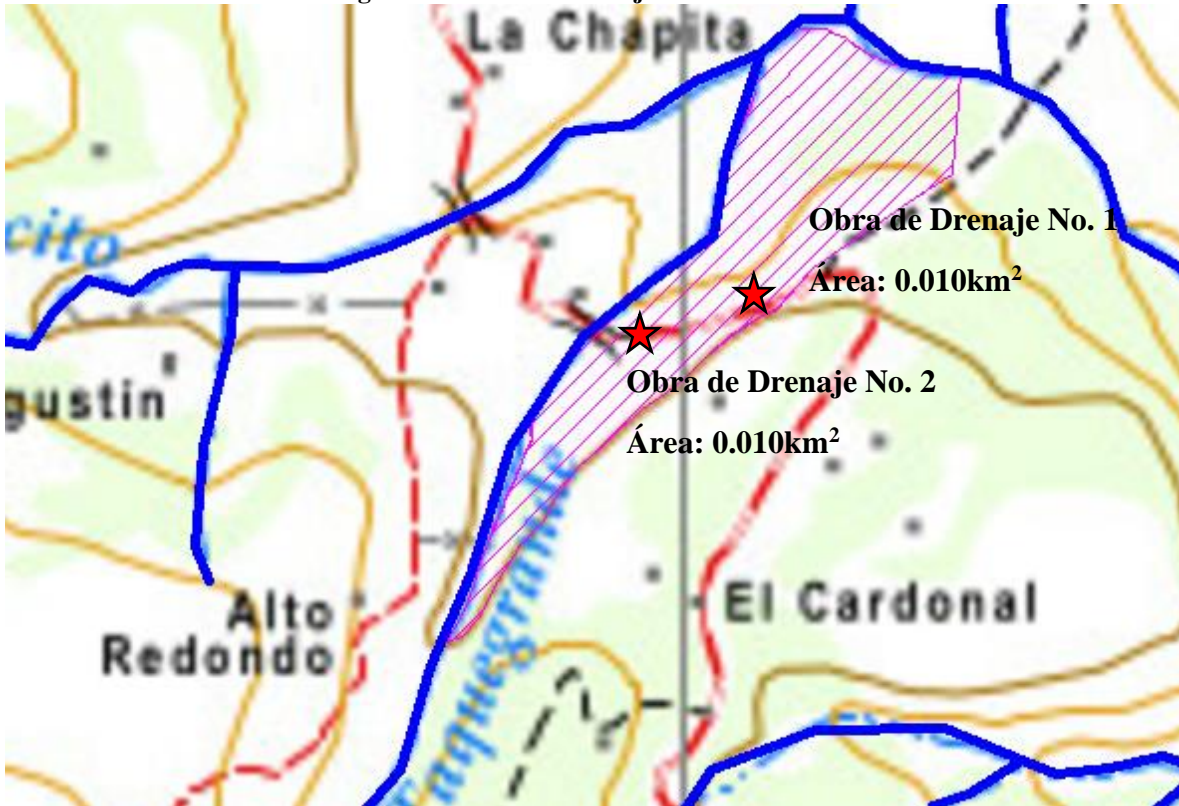 La Chapita
cito
Obra de Drenaje No. 1
Área: 0.010km²
Obra de Drenaje No. 2
Área: 0.010km²
gustin
El Cardonal
Alto
Redondo